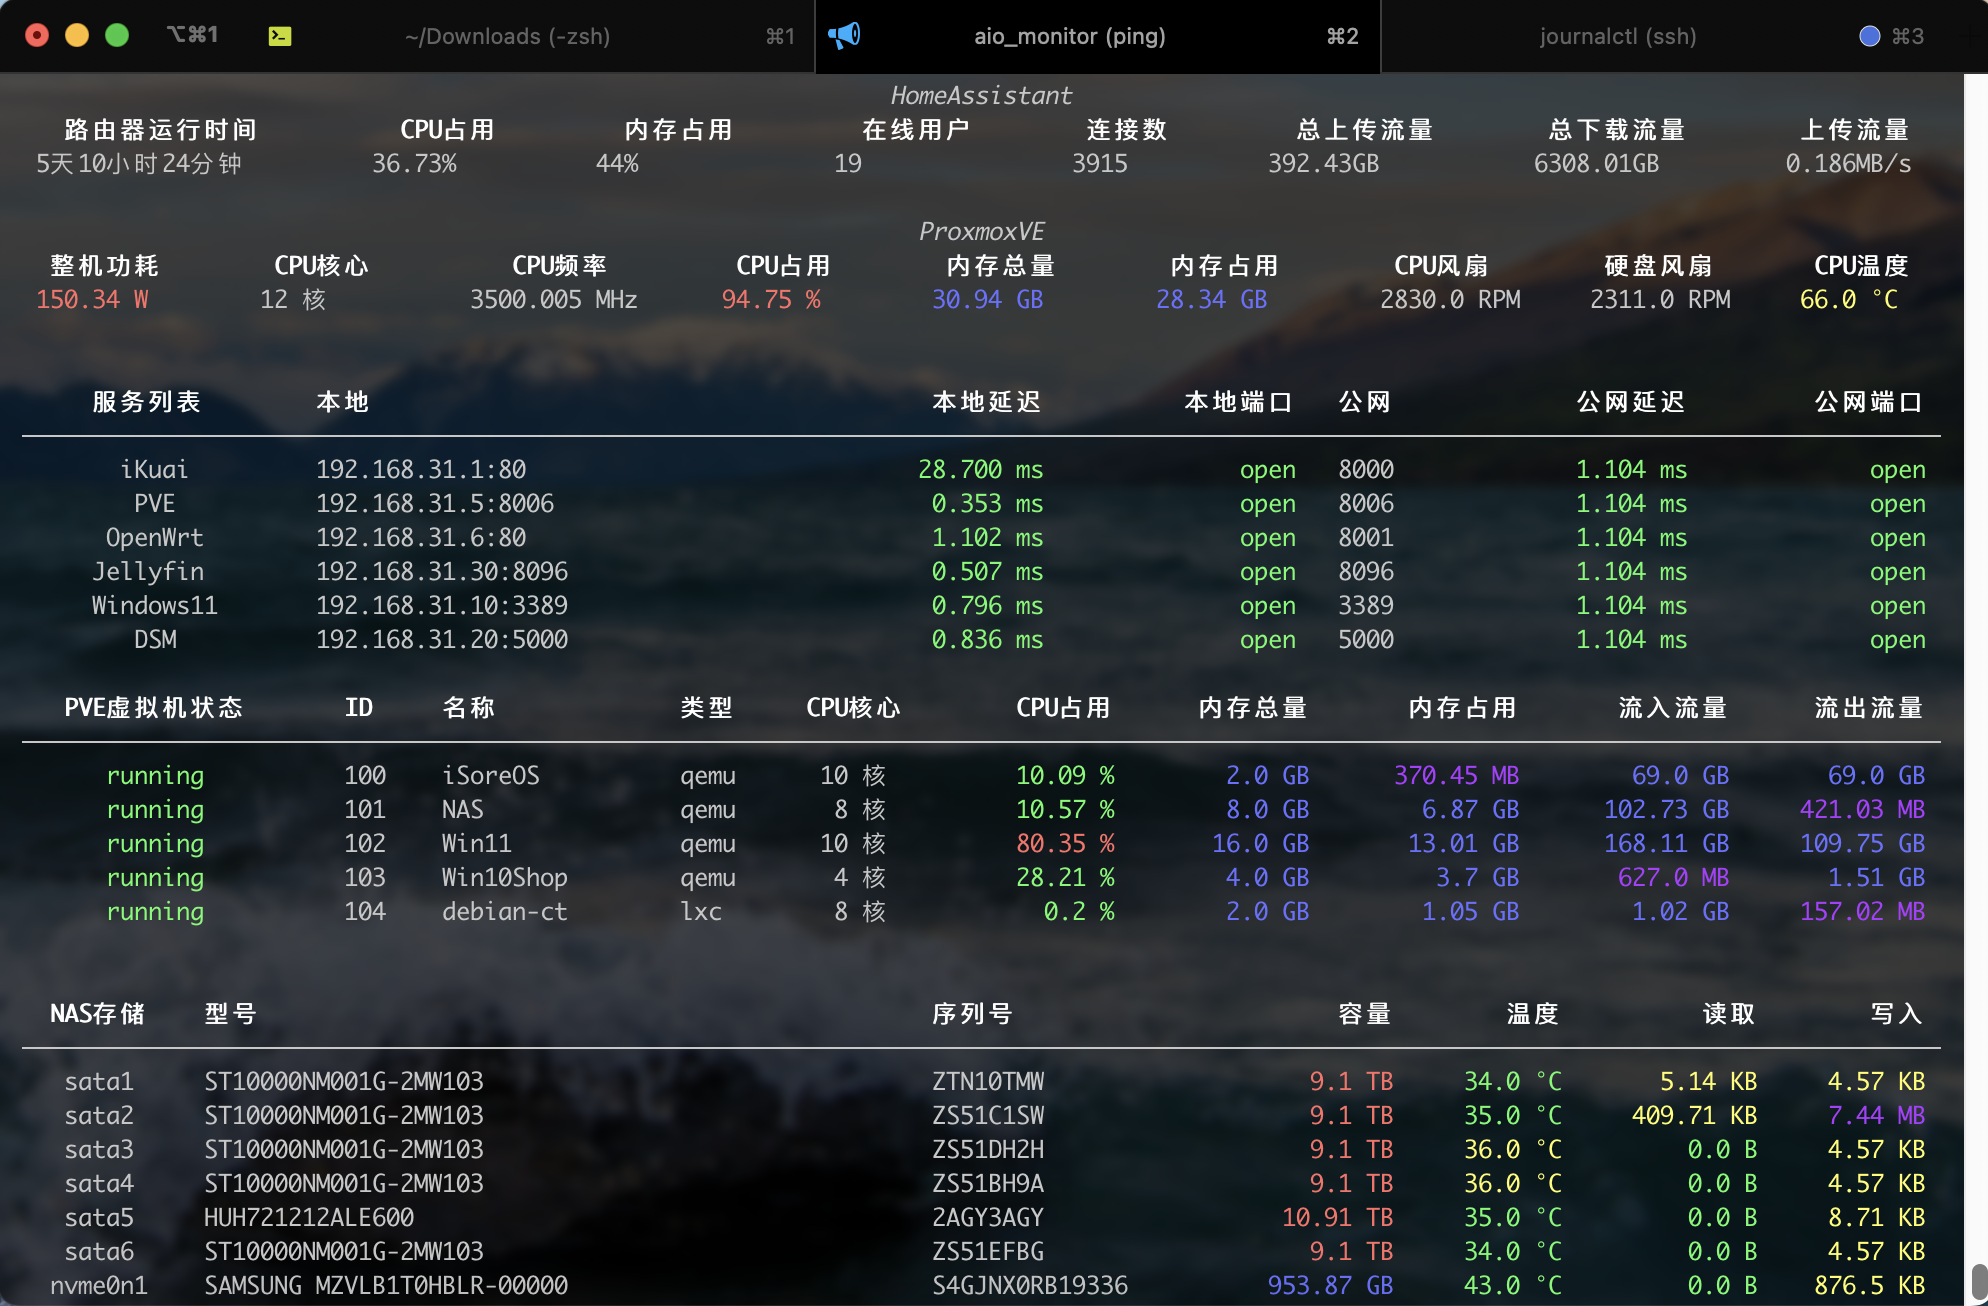 ⌥⌘1 ~/Downloads (-zsh) ⌘1 aio_monitor (ping) ⌘2 journalctl (ssh) ⌘3
HomeAssistant
路由器运行时间 CPU占用 内存占用 在线用户 连接数 总上传流量 总下载流量 上传流量
5天10小时24分钟 36.73% 44% 19 3915 392.43GB 6308.01GB 0.186MB/s
ProxmoxVE
整机功耗 CPU核心 CPU频率 CPU占用 内存总量 内存占用 CPU风扇 硬盘风扇 CPU温度
150.34 W 12 核 3500.005 MHz 94.75 % 30.94 GB 28.34 GB 2830.0 RPM 2311.0 RPM 66.0 °C
服务列表 本地 本地延迟 本地端口 公网 公网延迟 公网端口
iKuai 192.168.31.1:80 28.700 ms open 8000 1.104 ms open
PVE 192.168.31.5:8006 0.353 ms open 8006 1.104 ms open
OpenWrt 192.168.31.6:80 1.102 ms open 8001 1.104 ms open
Jellyfin 192.168.31.30:8096 0.507 ms open 8096 1.104 ms open
Windows11 192.168.31.10:3389 0.796 ms open 3389 1.104 ms open
DSM 192.168.31.20:5000 0.836 ms open 5000 1.104 ms open
PVE虚拟机状态 ID 名称 类型 CPU核心 CPU占用 内存总量 内存占用 流入流量 流出流量
running 100 iSoreOS qemu 10 核 10.09 % 2.0 GB 370.45 MB 69.0 GB 69.0 GB
running 101 NAS qemu 8 核 10.57 % 8.0 GB 6.87 GB 102.73 GB 421.03 MB
running 102 Win11 qemu 10 核 80.35 % 16.0 GB 13.01 GB 168.11 GB 109.75 GB
running 103 Win10Shop qemu 4 核 28.21 % 4.0 GB 3.7 GB 627.0 MB 1.51 GB
running 104 debian-ct lxc 8 核 0.2 % 2.0 GB 1.05 GB 1.02 GB 157.02 MB
NAS存储 型号 序列号 容量 温度 读取 写入
sata1 ST10000NM001G-2MW103 ZTN10TMW 9.1 TB 34.0 °C 5.14 KB 4.57 KB
sata2 ST10000NM001G-2MW103 ZS51C1SW 9.1 TB 35.0 °C 409.71 KB 7.44 MB
sata3 ST10000NM001G-2MW103 ZS51DH2H 9.1 TB 36.0 °C 0.0 B 4.57 KB
sata4 ST10000NM001G-2MW103 ZS51BH9A 9.1 TB 36.0 °C 0.0 B 4.57 KB
sata5 HUH721212ALE600 2AGY3AGY 10.91 TB 35.0 °C 0.0 B 8.71 KB
sata6 ST10000NM001G-2MW103 ZS51EFBG 9.1 TB 34.0 °C 0.0 B 4.57 KB
nvme0n1 SAMSUNG MZVLB1T0HBLR-00000 S4GJNX0RB19336 953.87 GB 43.0 °C 0.0 B 876.5 KB